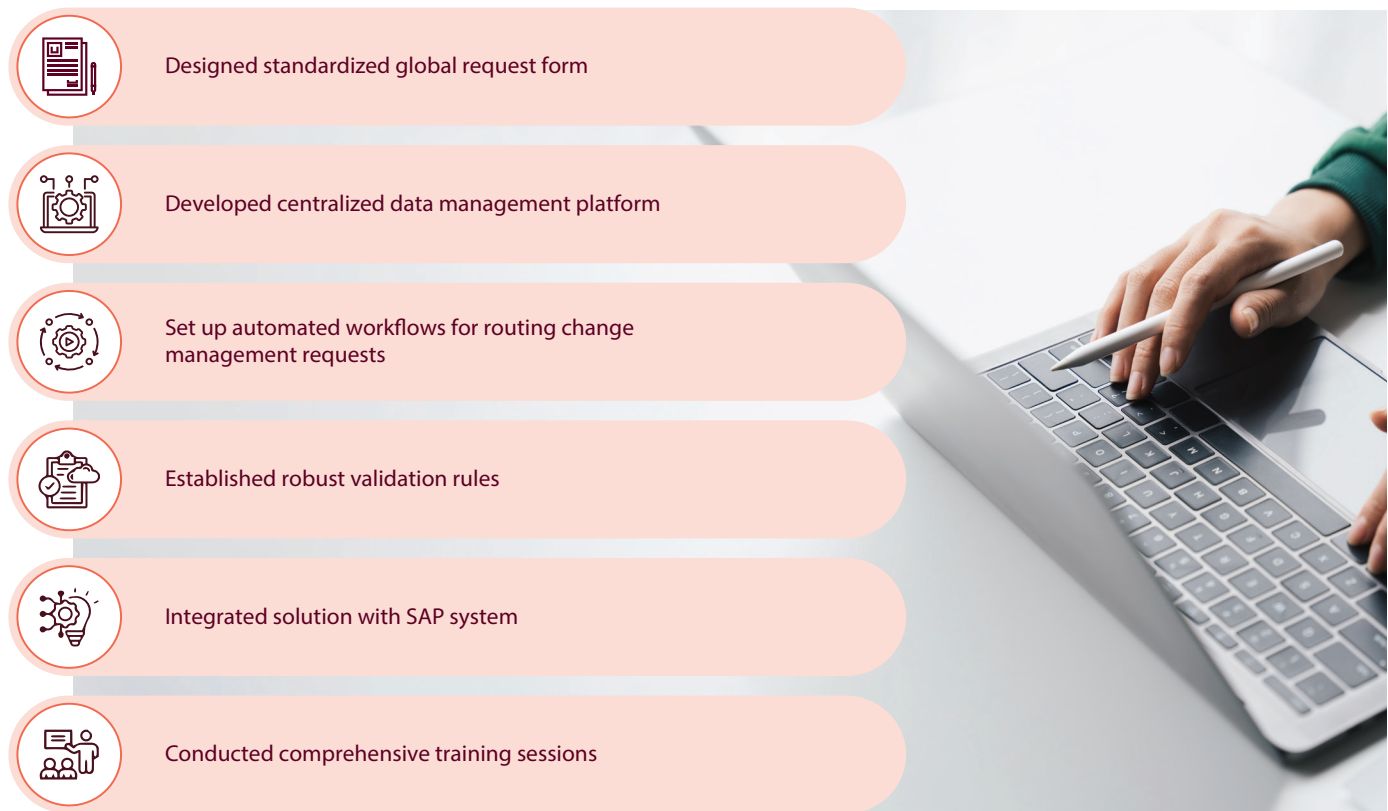 Designed standardized global request form
Developed centralized data management platform
Set up automated workflows for routing change
management requests
Established robust validation rules
Integrated solution with SAP system
Conducted comprehensive training sessions